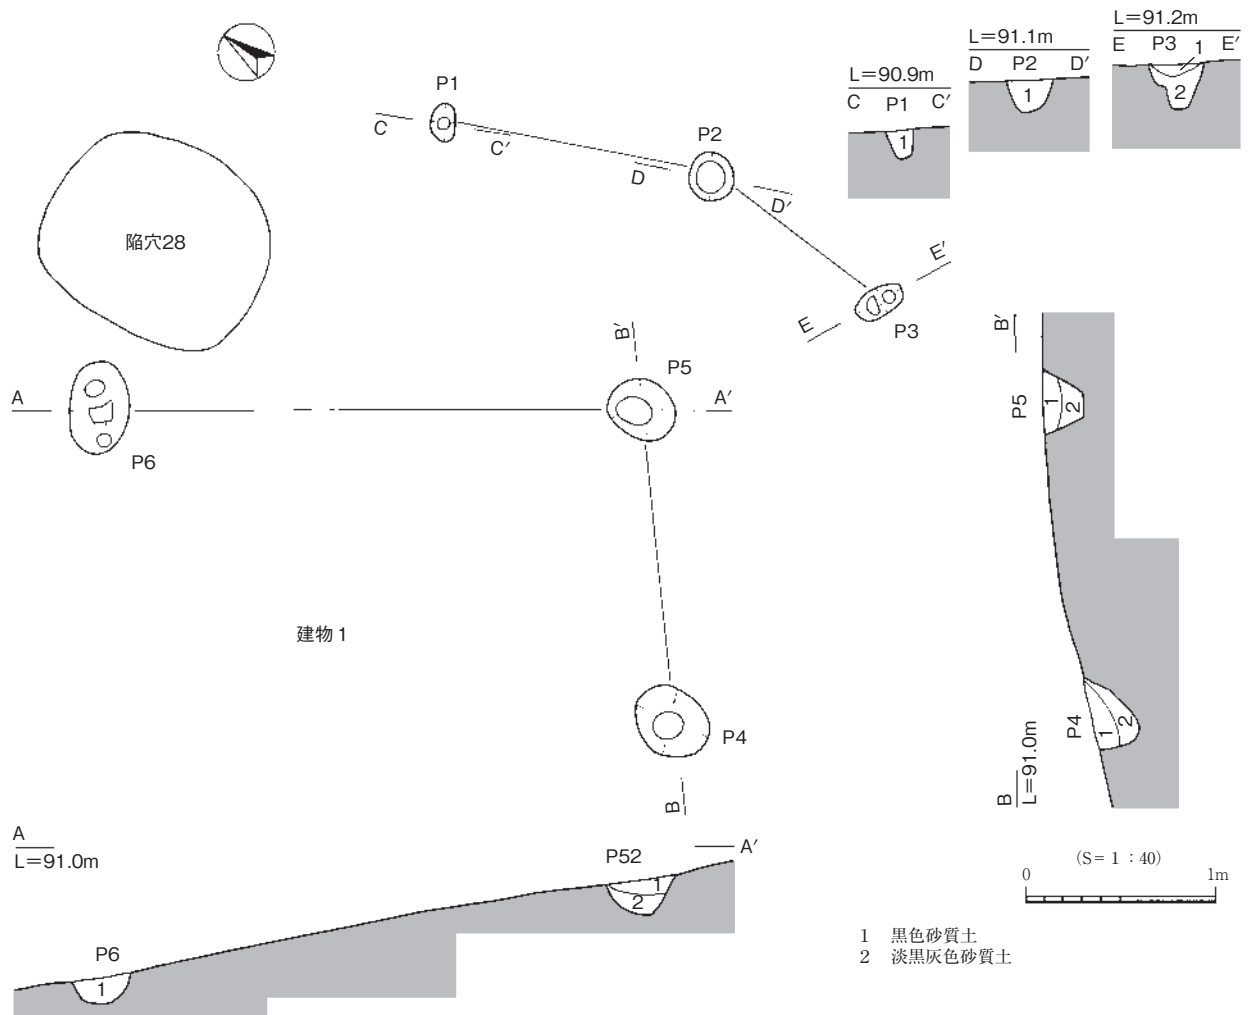 L=91.2m
E P3 1 E′
2
L=91.1m
D P2 D′
1
L=90.9m
C P1 C′
1
P1
C
C′
P2
D
D′
E′
E
P3
陥穴28
B′
P5
A
A′
P6
建物1
P4
B
B′
P5
1
2
P4
1
2
B
L=91.0m
A
L=91.0m
P52
A′
1
2
P6
1
(S=1:40)
0 1m
1 黒色砂質土
2 淡黒灰色砂質土